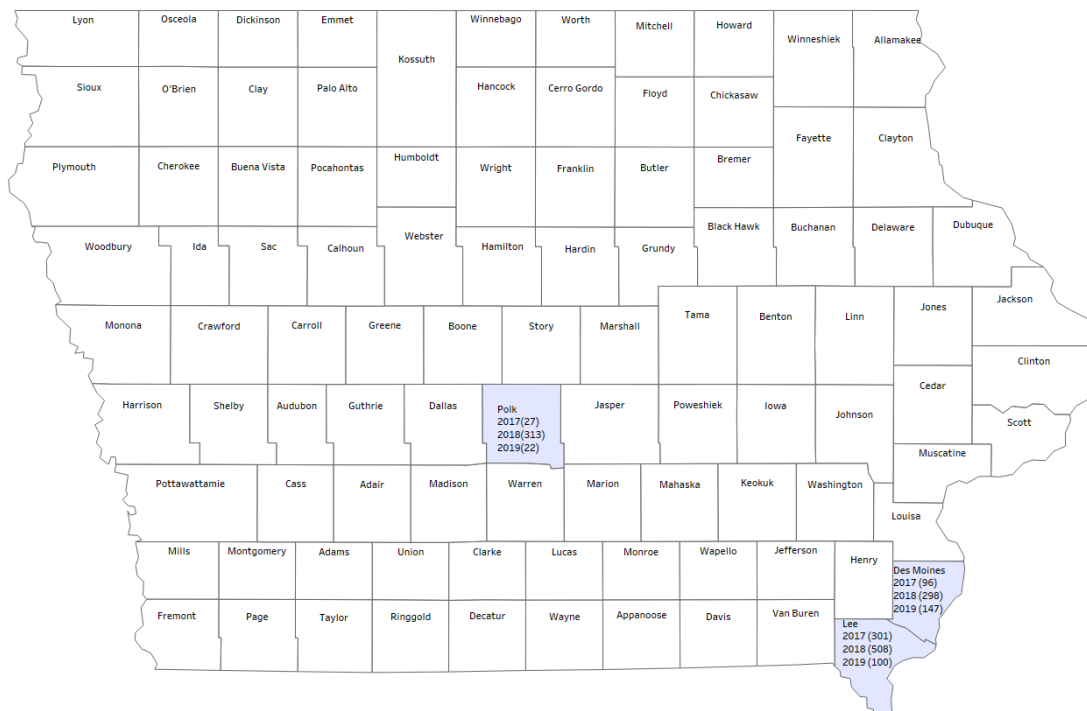 Lyon
Osceola
Dickinson
Emmet
Winnebago
Worth
Mitchell
Howard
Winneshiek
Allamakee
Kossuth
Sioux
O'Brien
Clay
Palo Alto
Hancock
Cerro Gordo
Floyd
Chickasaw
Fayette
Clayton
Plymouth
Cherokee
Buena Vista
Pocahontas
Humboldt
Wright
Franklin
Butler
Bremer
Woodbury
Ida
Sac
Calhoun
Webster
Hamilton
Hardin
Grundy
Black Hawk
Buchanan
Delaware
Dubuque
Monona
Crawford
Carroll
Greene
Boone
Story
Marshall
Tama
Benton
Linn
Jones
Jackson
Clinton
Harrison
Shelby
Audubon
Guthrie
Dallas
Polk
2017(27)
2018(313)
2019(22)
Jasper
Poweshiek
Iowa
Johnson
Cedar
Scott
Muscatine
Pottawattamie
Cass
Adair
Madison
Warren
Marion
Mahaska
Keokuk
Washington
Louisa
Mills
Montgomery
Adams
Union
Clarke
Lucas
Monroe
Wapello
Jefferson
Henry
Des Moines
2017 (96)
2018 (298)
2019 (147)
Fremont
Page
Taylor
Ringgold
Decatur
Wayne
Appanoose
Davis
Van Buren
Lee
2017 (301)
2018 (508)
2019 (100)